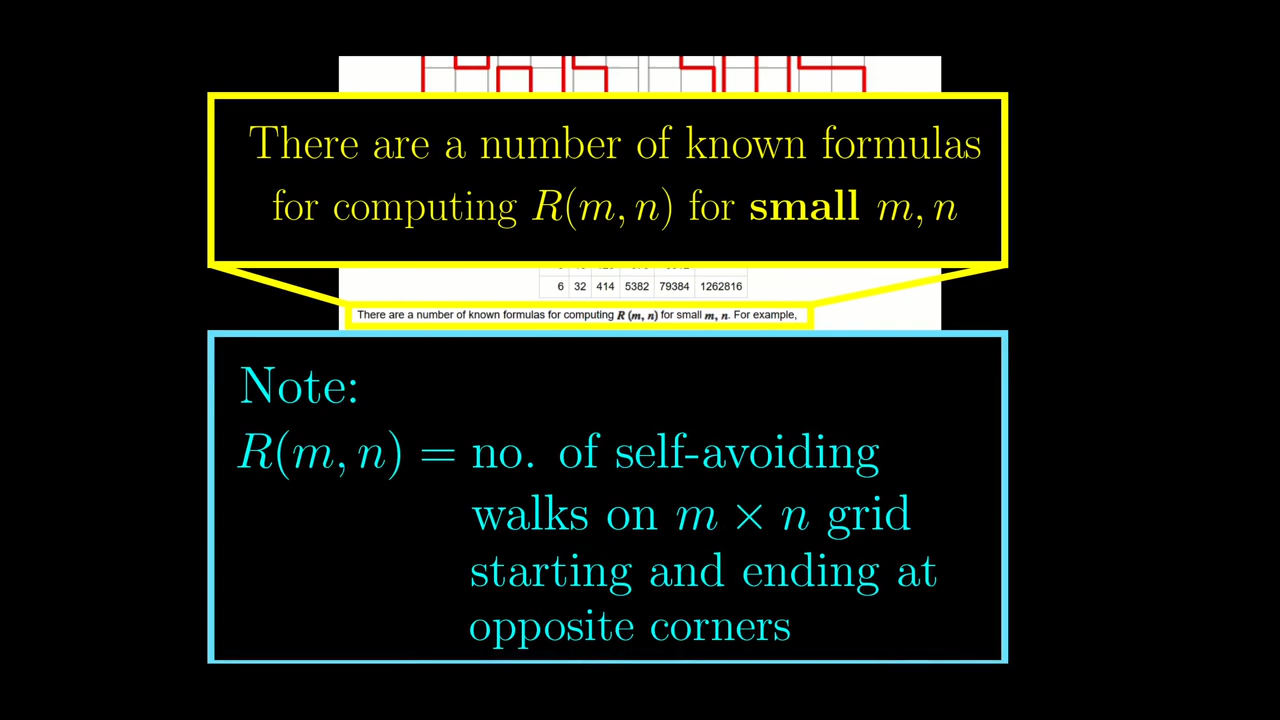 There are a number of known formulas
for computing R(m, n) for small m, n
6 32 414 5382 79384 1262816
There are a number of known formulas for computing R (m, n) for small m, n. For example,
Note:
R(m, n) = no. of self-avoiding
walks on m × n grid
starting and ending at
opposite corners